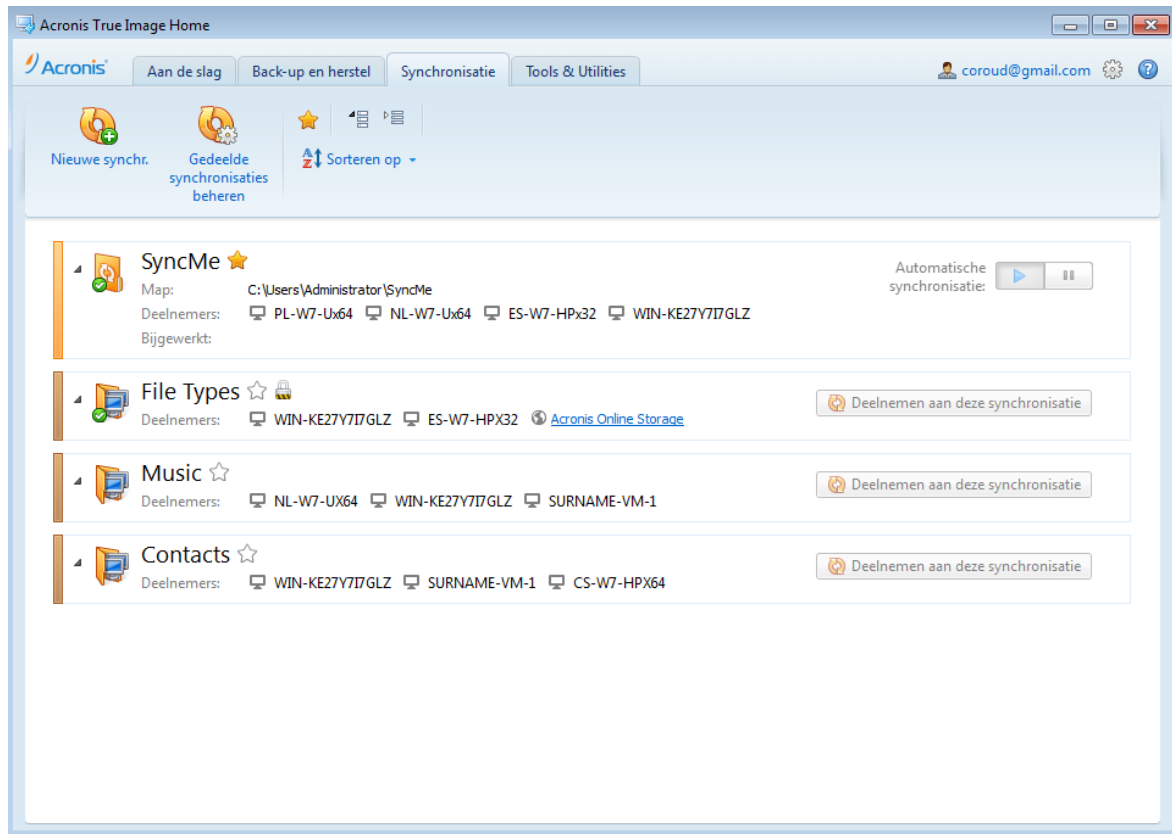 Acronis True Image Home
Acronis
Aan de slag
Back-up en herstel
Synchronisatie
Tools & Utilities
coroud@gmail.com
Nieuwe synchr.
Gedeelde
synchronisaties
beheren
Sorteren op
SyncMe
Map: C:\Users\Administrator\SyncMe
Deelnemers: PL-W7-Ux64 NL-W7-Ux64 ES-W7-HPx32 WIN-KE27Y7I7GLZ
Bijgewerkt:
Automatische
synchronisatie:
File Types
Deelnemers: WIN-KE27Y7I7GLZ ES-W7-HPX32 Acronis Online Storage
Deelnemen aan deze synchronisatie
Music
Deelnemers: NL-W7-UX64 WIN-KE27Y7I7GLZ SURNAME-VM-1
Deelnemen aan deze synchronisatie
Contacts
Deelnemers: WIN-KE27Y7I7GLZ SURNAME-VM-1 CS-W7-HPX64
Deelnemen aan deze synchronisatie